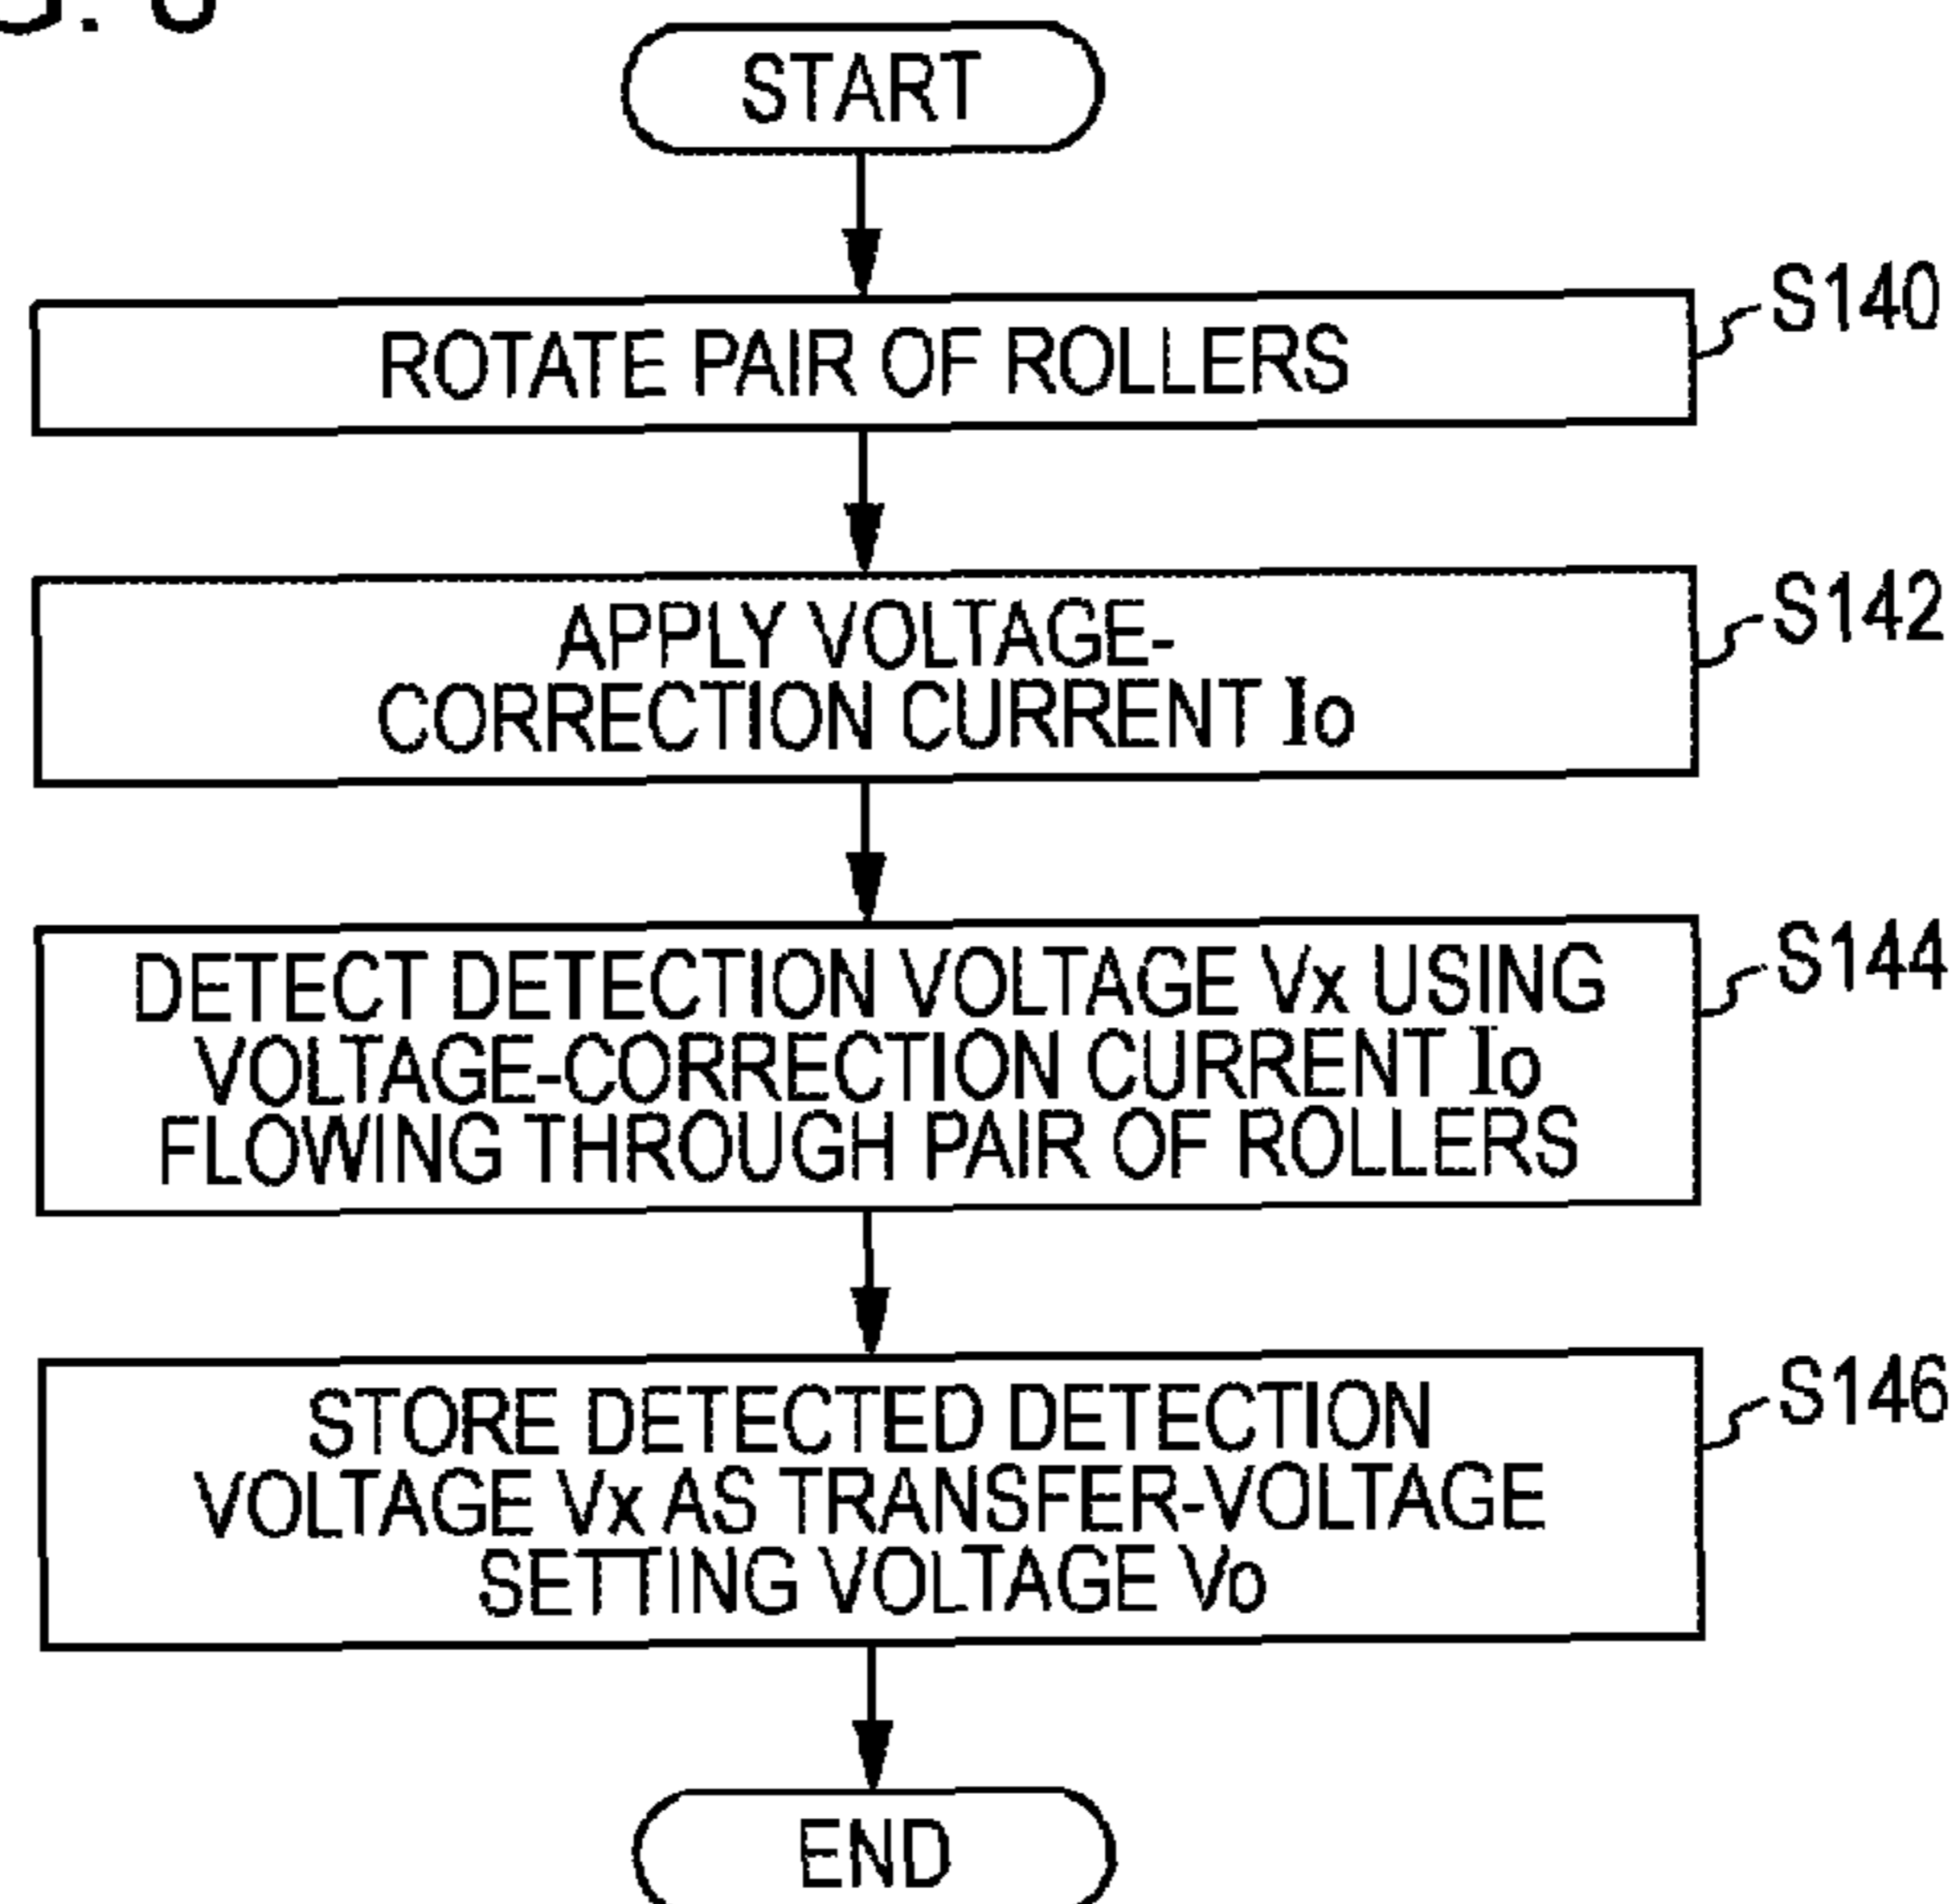 START
ROTATE PAIR OF ROLLERS
S140
APPLY VOLTAGE-
CORRECTION CURRENT Io
S142
DETECT DETECTION VOLTAGE Vx USING
VOLTAGE-CORRECTION CURRENT Io
FLOWING THROUGH PAIR OF ROLLERS
S144
STORE DETECTED DETECTION
VOLTAGE Vx AS TRANSFER-VOLTAGE
SETTING VOLTAGE Vo
S146
END